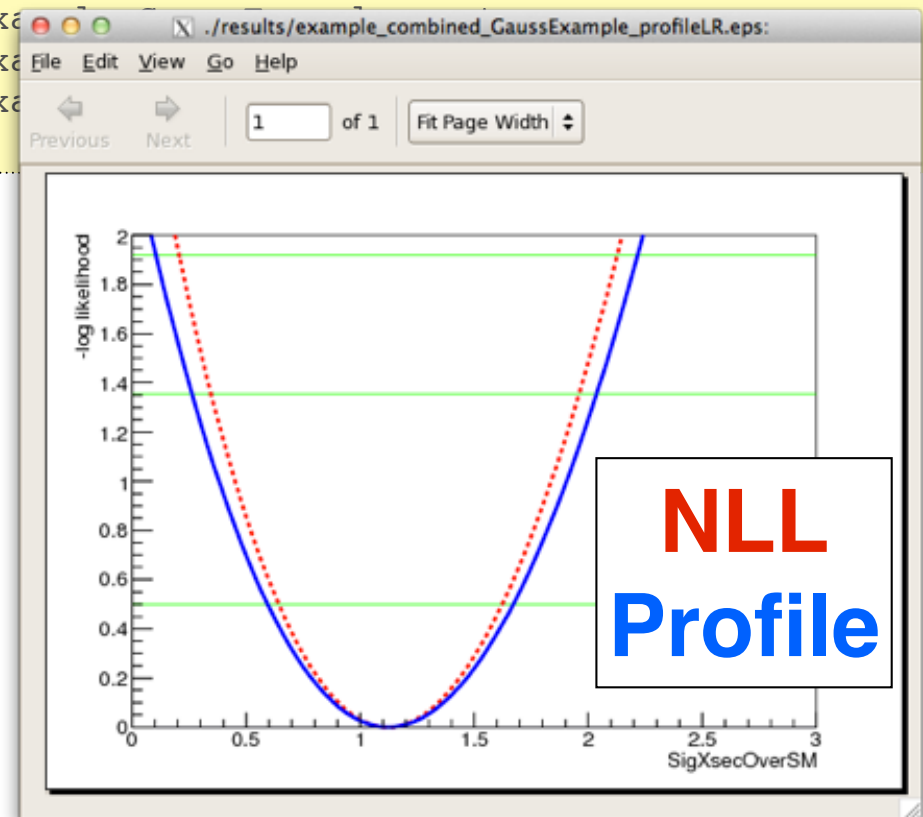 ./results/example_combined_GaussExample_profileLR.eps:
File Edit View Go Help
Previous Next 1 of 1 Fit Page Width
-log likelihood
2
1.8
1.6
1.4
1.2
1
0.8
0.6
0.4
0.2
0
0 0.5 1 1.5 2 2.5 3
SigXsecOverSM
NLL
Profile